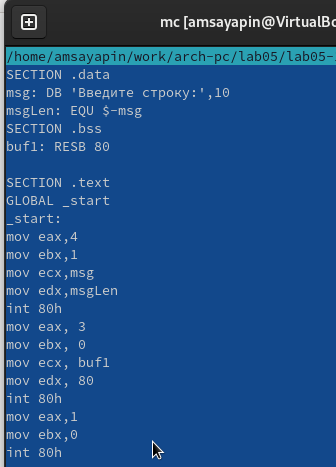 mc [amsayapin@VirtualBo
/home/amsayapin/work/arch-pc/lab05/lab05-
SECTION .data
msg: DB 'Введите строку:',10
msgLen: EQU $-msg
SECTION .bss
buf1: RESB 80
SECTION .text
GLOBAL _start
_start:
mov eax,4
mov ebx,1
mov ecx,msg
mov edx,msgLen
int 80h
mov eax, 3
mov ebx, 0
mov ecx, buf1
mov edx, 80
int 80h
mov eax,1
mov ebx,0
int 80h